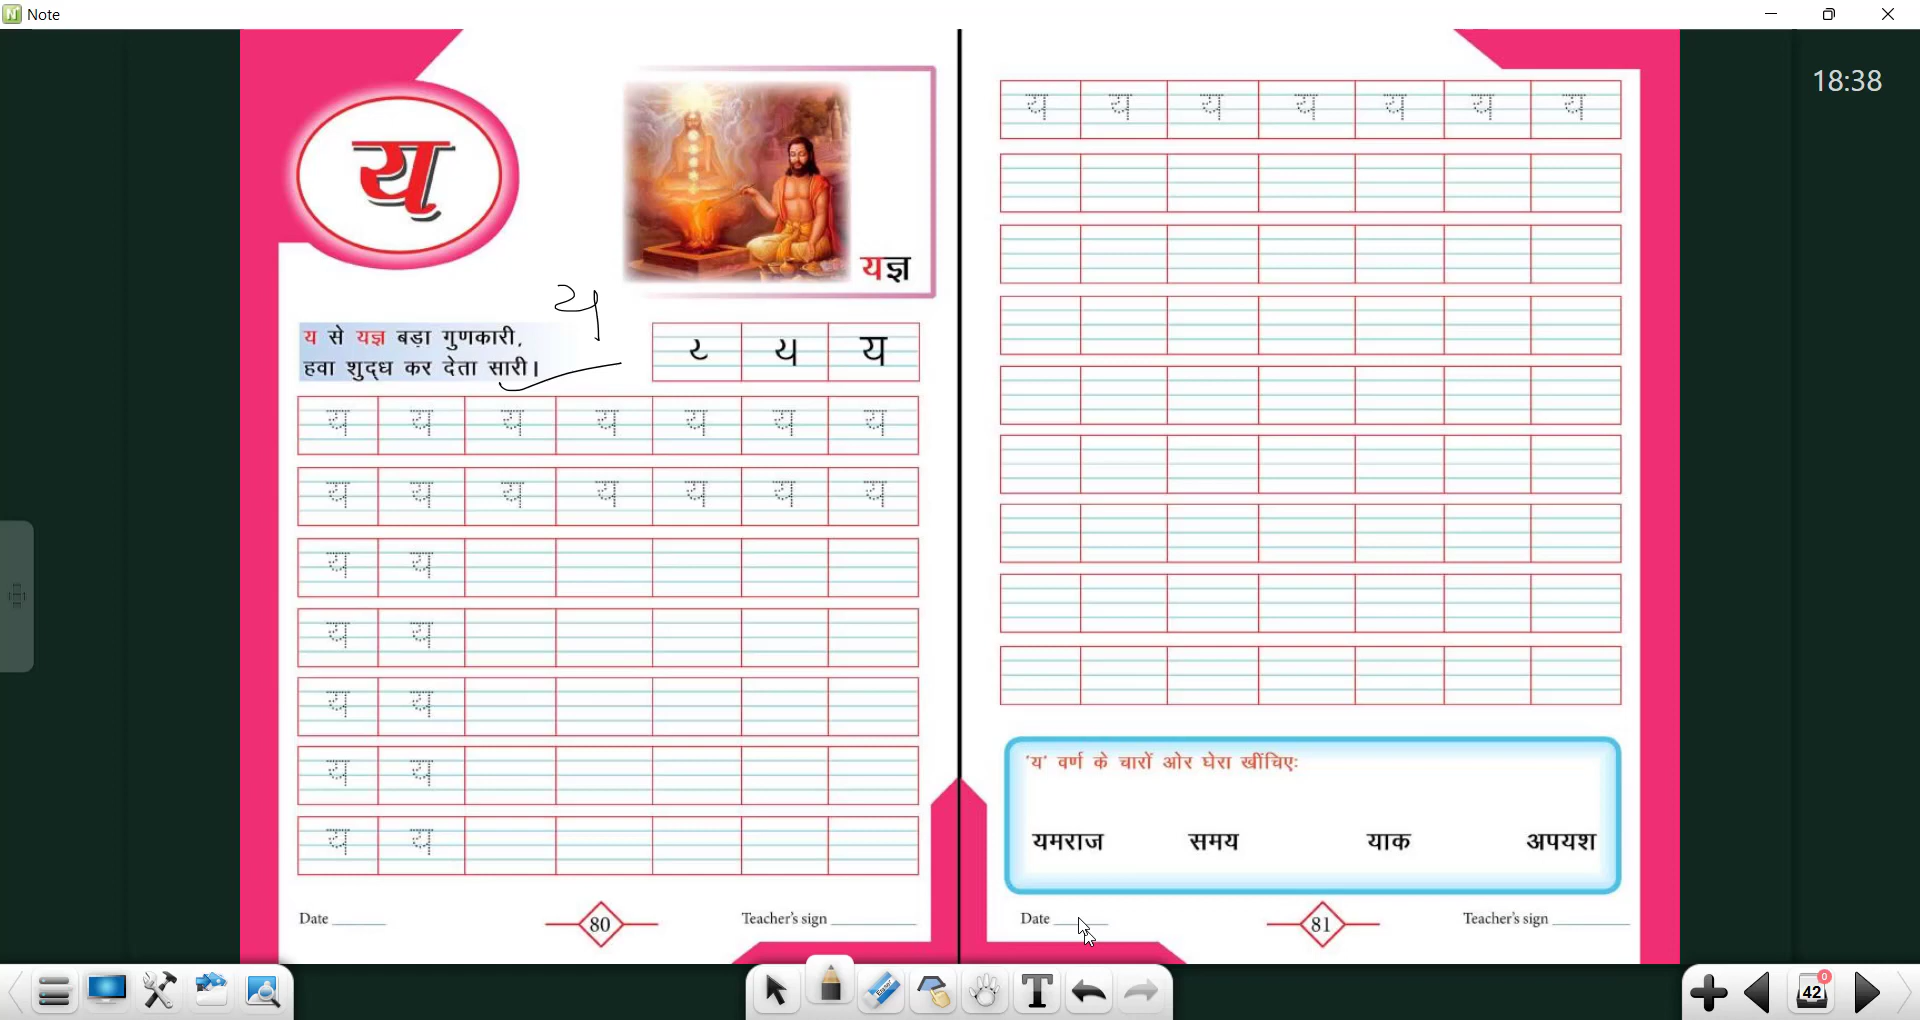 Note
18:38
य
यज्ञ
य
य से यज्ञ बड़ा गुणकारी,
हवा शुद्ध कर देता सारी।
य
य य य य य य य
य य य य य य य
य य
य य
य य
य य
य य
Date
80
Teacher's sign
य य य य य य य
'य' वर्ण के चारों ओर घेरा खींचिए:
यमराज समय याक अपयश
Date
81
Teacher's sign
Eraser
T
0
42